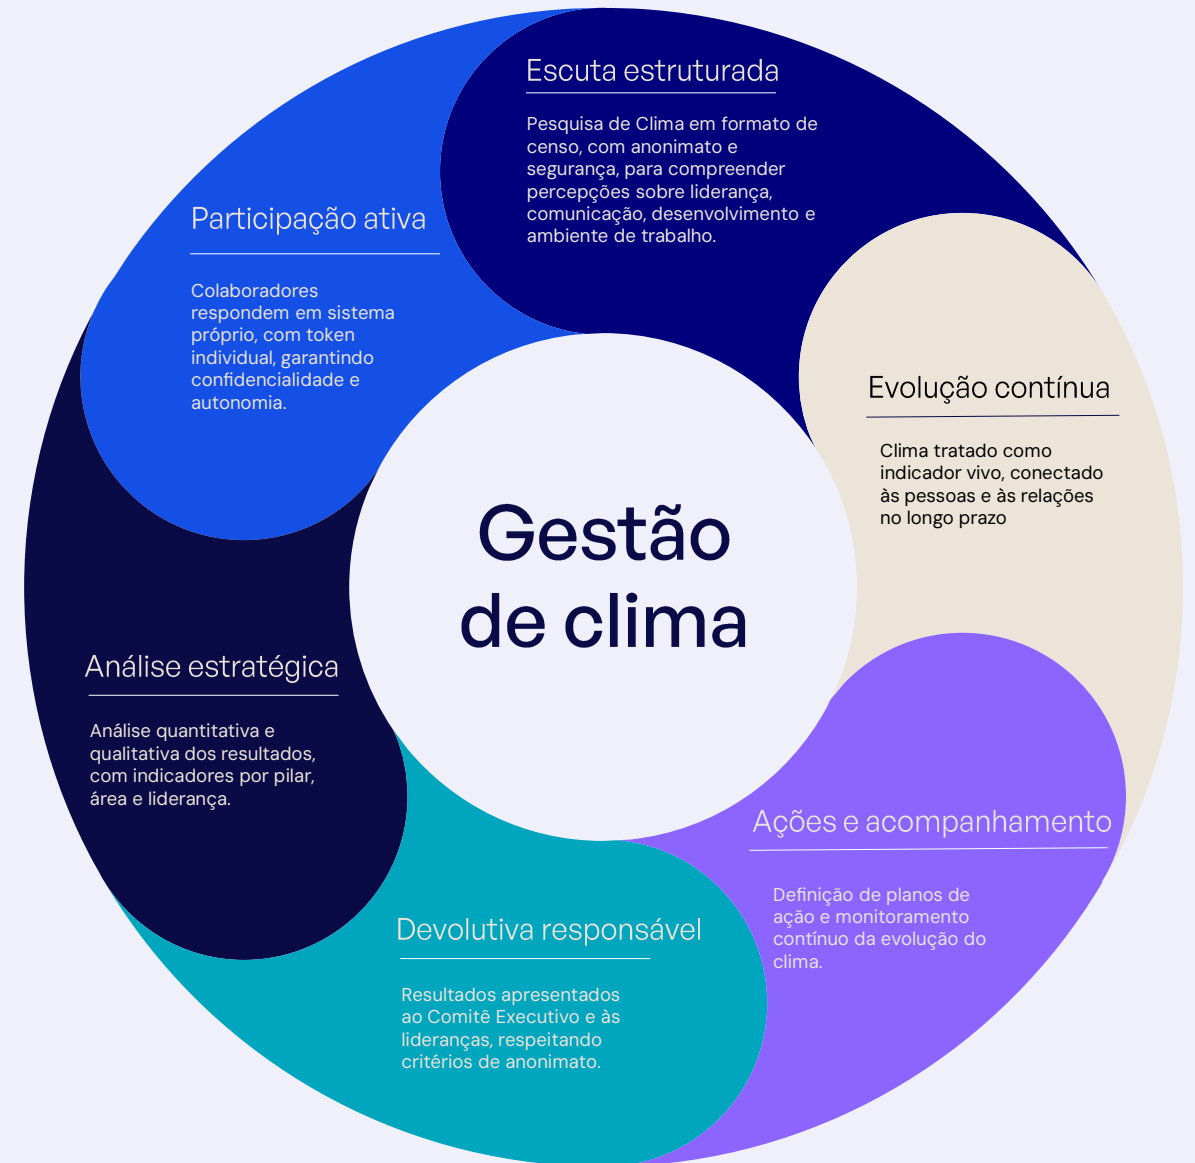 Escuta estruturada
Pesquisa de Clima em formato de
censo, com anonimato e
segurança, para compreender
percepções sobre liderança,
comunicação, desenvolvimento e
ambiente de trabalho.
Participação ativa
Colaboradores
respondem em sistema
próprio, com token
individual, garantindo
confidencialidade e
autonomia.
Evolução contínua
Clima tratado como
indicador vivo, conectado
às pessoas e às relações
no longo prazo
Gestão
de clima
Análise estratégica
Análise quantitativa e
qualitativa dos resultados,
com indicadores por pilar,
área e liderança.
Ações e acompanhamento
Definição de planos de
ação e monitoramento
contínuo da evolução do
clima.
Devolutiva responsável
Resultados apresentados
ao Comitê Executivo e às
lideranças, respeitando
critérios de anonimato.